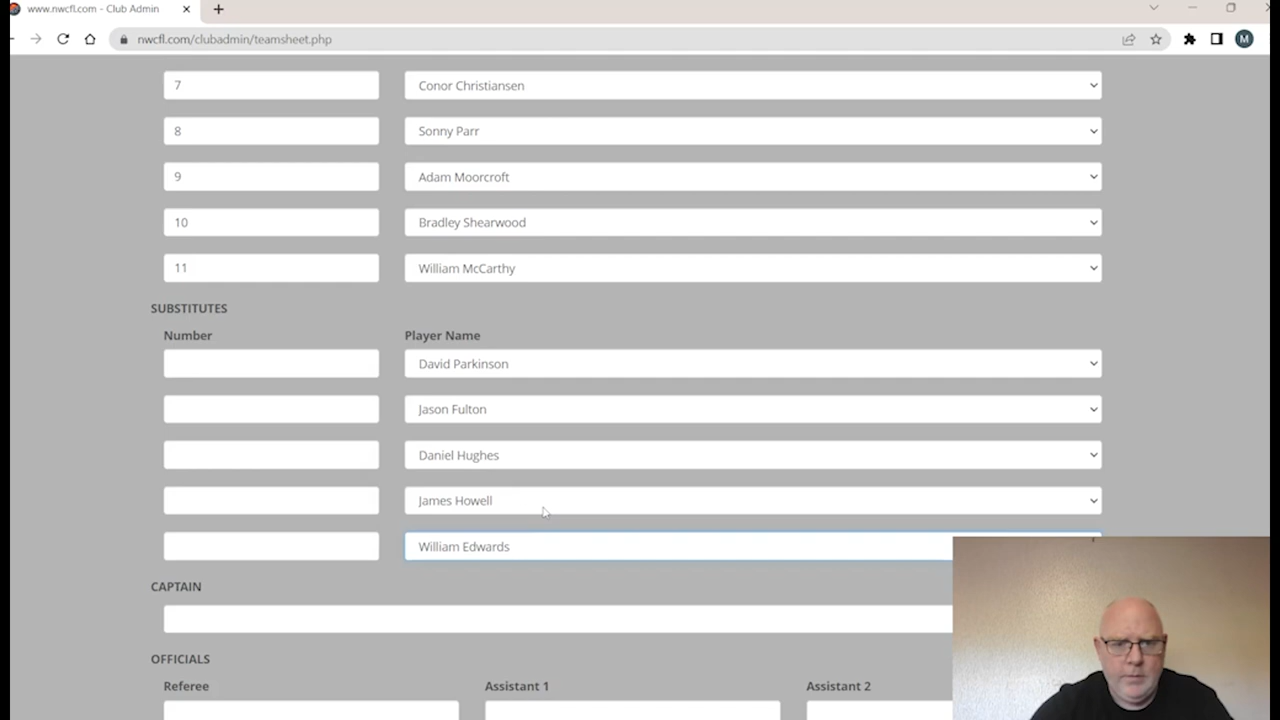 www.nwcfl.com - Club Admin
nwcfl.com/clubadmin/teamsheet.php
M
7 Conor Christiansen
8 Sonny Parr
9 Adam Moorcroft
10 Bradley Shearwood
11 William McCarthy
SUBSTITUTES
Number Player Name
David Parkinson
Jason Fulton
Daniel Hughes
James Howell
William Edwards
CAPTAIN
OFFICIALS
Referee Assistant 1 Assistant 2